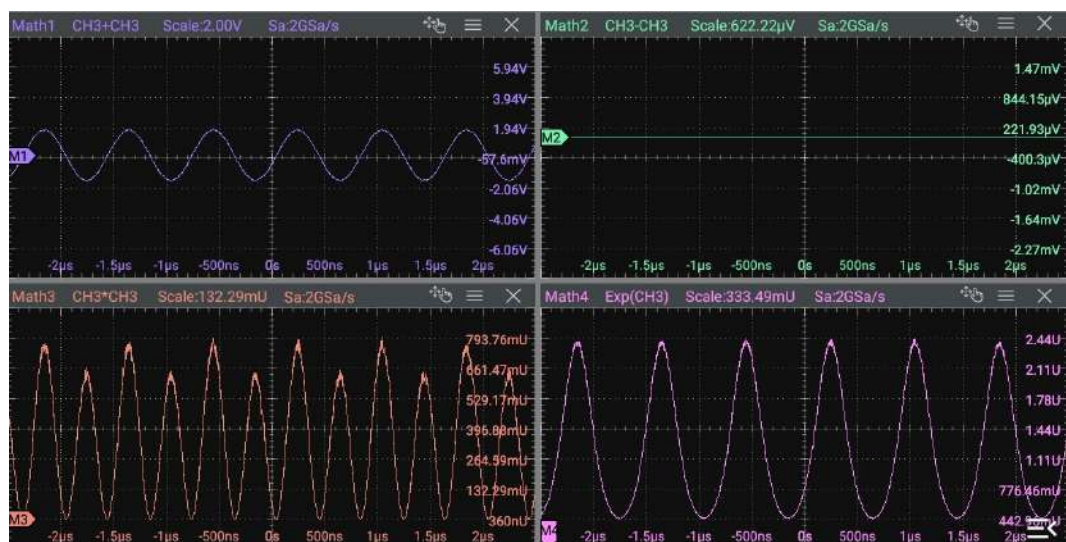 Math1 CH3+CH3 Scale:2.00V Sa:2GSa/s
5.94V
3.94V
1.94V
M1
-57.6mV
-2.06V
-4.06V
-6.06V
-2µs -1.5µs -1µs -500ns 0s 500ns 1µs 1.5µs 2µs
Math2 CH3-CH3 Scale:622.22µV Sa:2GSa/s
1.47mV
844.15µV
221.93µV
M2
-400.3µV
-1.02mV
-1.64mV
-2.27mV
-2µs -1.5µs -1µs -500ns 0s 500ns 1µs 1.5µs 2µs
Math3 CH3*CH3 Scale:132.29mU Sa:2GSa/s
793.76mU
661.47mU
529.17mU
396.88mU
264.59mU
132.29mU
M3
360nU
-2µs -1.5µs -1µs -500ns 0s 500ns 1µs 1.5µs 2µs
Math4 Exp(CH3) Scale:333.49mU Sa:2GSa/s
2.44U
2.11U
1.78U
1.44U
1.11U
776.46mU
M4
-2µs -1.5µs -1µs -500ns 0s 500ns 1µs 1.5µs 2µs